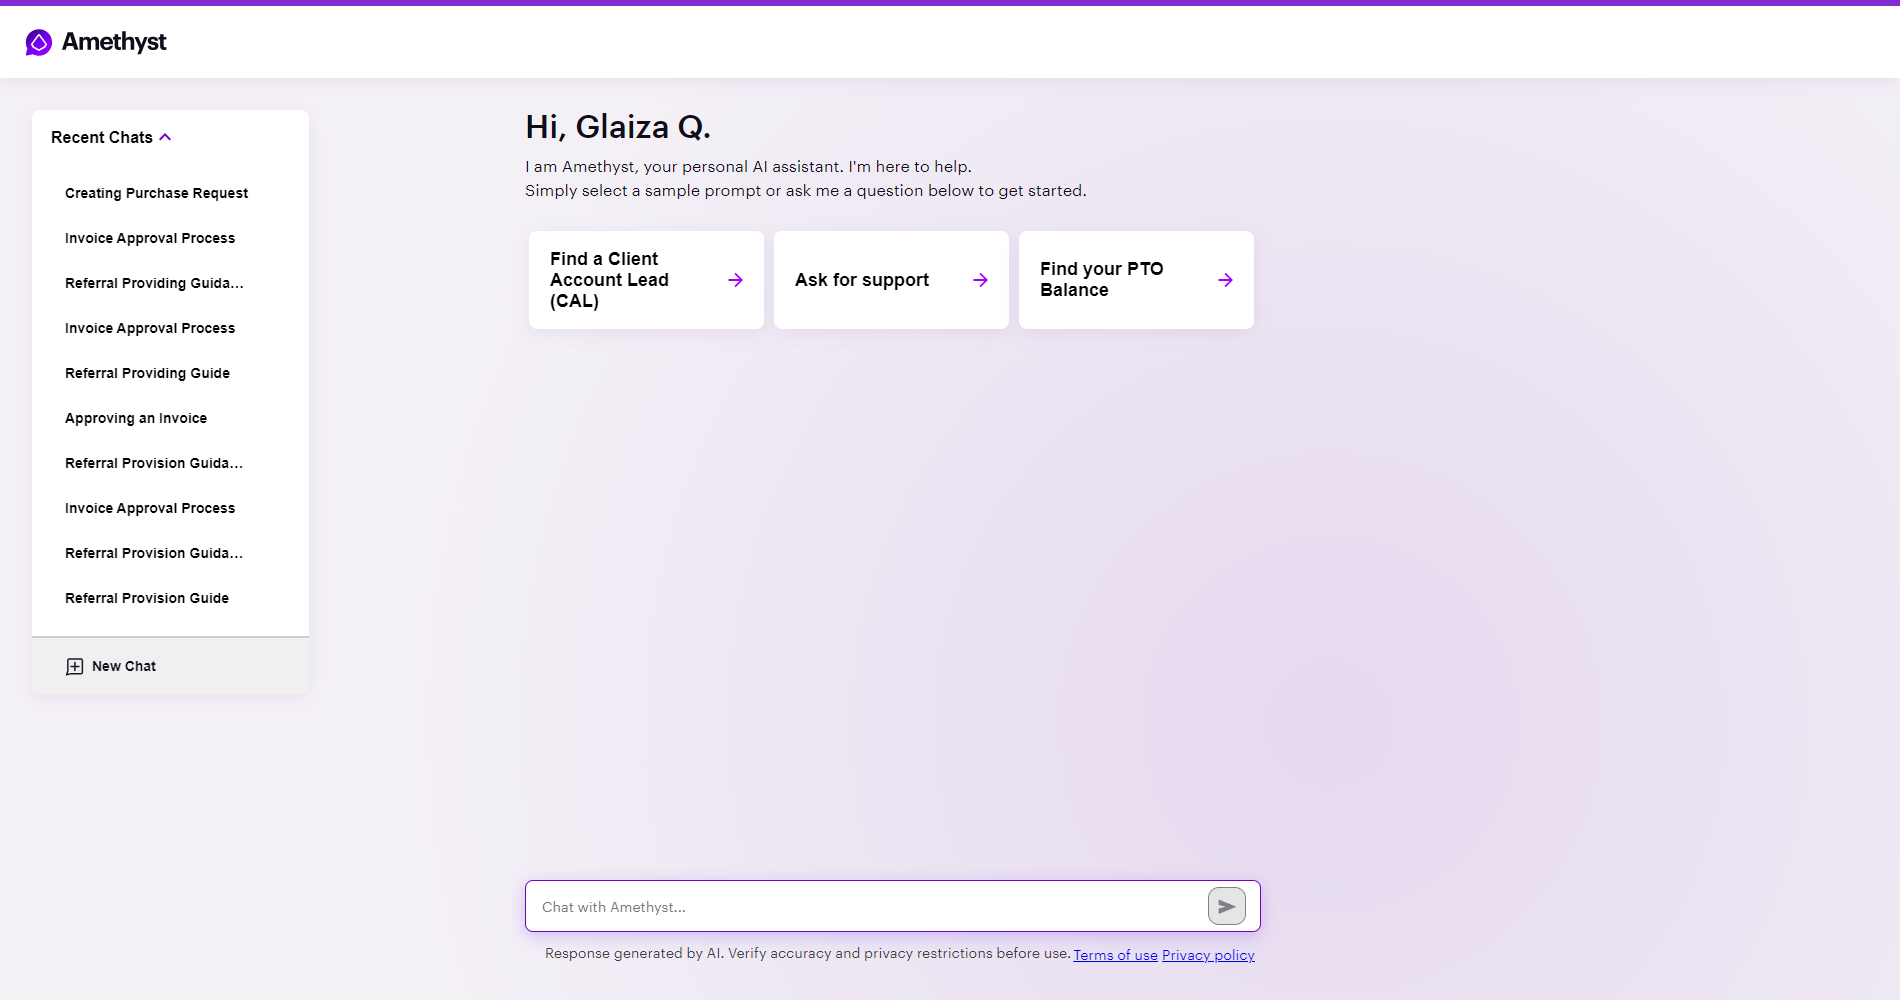 Amethyst
Recent Chats
Creating Purchase Request
Invoice Approval Process
Referral Providing Guida...
Invoice Approval Process
Referral Providing Guide
Approving an Invoice
Referral Provision Guida...
Invoice Approval Process
Referral Provision Guida...
Referral Provision Guide
New Chat
Hi, Glaiza Q.
I am Amethyst, your personal AI assistant. I'm here to help.
Simply select a sample prompt or ask me a question below to get started.
Find a Client
Account Lead
(CAL)
Ask for support
Find your PTO
Balance
Chat with Amethyst...
Response generated by AI. Verify accuracy and privacy restrictions before use. Terms of use Privacy policy